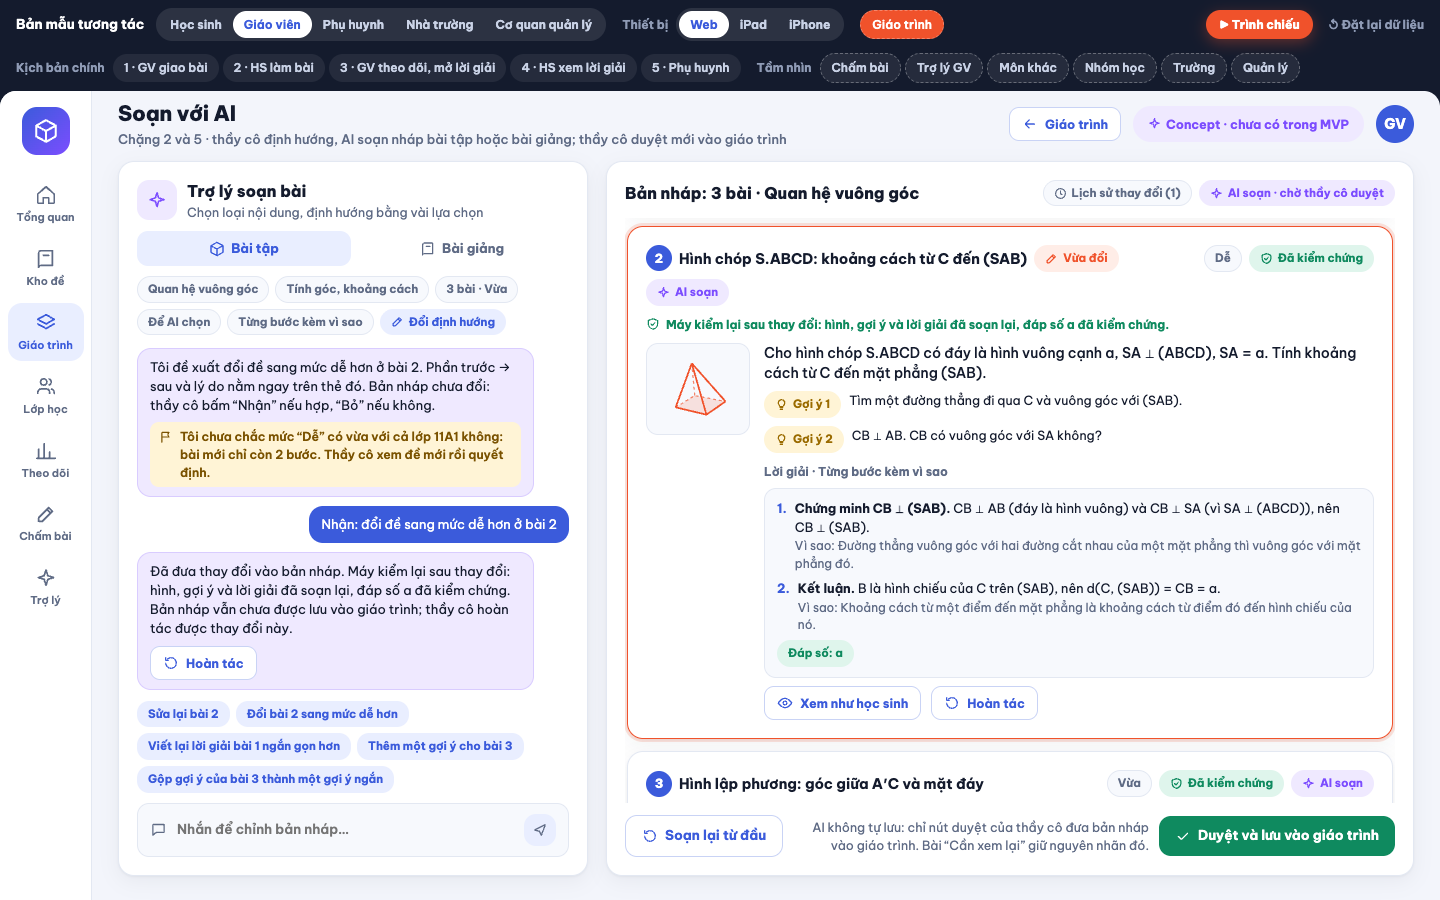 Bản mẫu tương tác
Học sinh
Giáo viên
Phụ huynh
Nhà trường
Cơ quan quản lý
Thiết bị
Web
iPad
iPhone
Giáo trình
Trình chiếu
Đặt lại dữ liệu
Kịch bản chính
1 · GV giao bài
2 · HS làm bài
3 · GV theo dõi, mở lời giải
4 · HS xem lời giải
5 · Phụ huynh
Tầm nhìn
Chấm bài
Trợ lý GV
Môn khác
Nhóm học
Trường
Quản lý
Soạn với AI
Chặng 2 và 5 · thầy cô định hướng, AI soạn nháp bài tập hoặc bài giảng; thầy cô duyệt mới vào giáo trình
← Giáo trình
Concept · chưa có trong MVP
GV
Tổng quan
Kho đề
Giáo trình
Lớp học
Theo dõi
Chấm bài
Trợ lý
Trợ lý soạn bài
Chọn loại nội dung, định hướng bằng vài lựa chọn
Bài tập
Bài giảng
Quan hệ vuông góc
Tính góc, khoảng cách
3 bài · Vừa
Để AI chọn
Từng bước kèm vì sao
Đổi định hướng
Tôi đề xuất đổi đề sang mức dễ hơn ở bài 2. Phần trước →
sau và lý do nằm ngay trên thẻ đó. Bản nháp chưa đổi:
thầy cô bấm “Nhận” nếu hợp, “Bỏ” nếu không.
Tôi chưa chắc mức “Dễ” có vừa với cả lớp 11A1 không:
bài mới chỉ còn 2 bước. Thầy cô xem đề mới rồi quyết
định.
Nhận: đổi đề sang mức dễ hơn ở bài 2
Đã đưa thay đổi vào bản nháp. Máy kiểm lại sau thay đổi:
hình, gợi ý và lời giải đã soạn lại, đáp số a đã kiểm chứng.
Bản nháp vẫn chưa được lưu vào giáo trình; thầy cô hoàn
tác được thay đổi này.
Hoàn tác
Sửa lại bài 2
Đổi bài 2 sang mức dễ hơn
Viết lại lời giải bài 1 ngắn gọn hơn
Thêm một gợi ý cho bài 3
Gộp gợi ý của bài 3 thành một gợi ý ngắn
Nhắn để chỉnh bản nháp...
Bản nháp: 3 bài · Quan hệ vuông góc
Lịch sử thay đổi (1)
AI soạn · chờ thầy cô duyệt
2
Hình chóp S.ABCD: khoảng cách từ C đến (SAB)
Vừa đổi
Dễ
Đã kiểm chứng
AI soạn
Máy kiểm lại sau thay đổi: hình, gợi ý và lời giải đã soạn lại, đáp số a đã kiểm chứng.
Cho hình chóp S.ABCD có đáy là hình vuông cạnh a, SA ⊥ (ABCD), SA = a. Tính khoảng
cách từ C đến mặt phẳng (SAB).
Gợi ý 1
Tìm một đường thẳng đi qua C và vuông góc với (SAB).
Gợi ý 2
CB ⊥ AB. CB có vuông góc với SA không?
Lời giải · Từng bước kèm vì sao
1. Chứng minh CB ⊥ (SAB). CB ⊥ AB (đáy là hình vuông) và CB ⊥ SA (vì SA ⊥ (ABCD)), nên
CB ⊥ (SAB).
Vì sao: Đường thẳng vuông góc với hai đường cắt nhau của một mặt phẳng thì vuông góc với mặt
phẳng đó.
2. Kết luận. B là hình chiếu của C trên (SAB), nên d(C, (SAB)) = CB = a.
Vì sao: Khoảng cách từ một điểm đến mặt phẳng là khoảng cách từ điểm đó đến hình chiếu của
nó.
Đáp số: a
Xem như học sinh
Hoàn tác
3
Hình lập phương: góc giữa A′C và mặt đáy
Vừa
Đã kiểm chứng
AI soạn
Soạn lại từ đầu
AI không tự lưu: chỉ nút duyệt của thầy cô đưa bản nháp
vào giáo trình. Bài “Cần xem lại” giữ nguyên nhãn đó.
Duyệt và lưu vào giáo trình